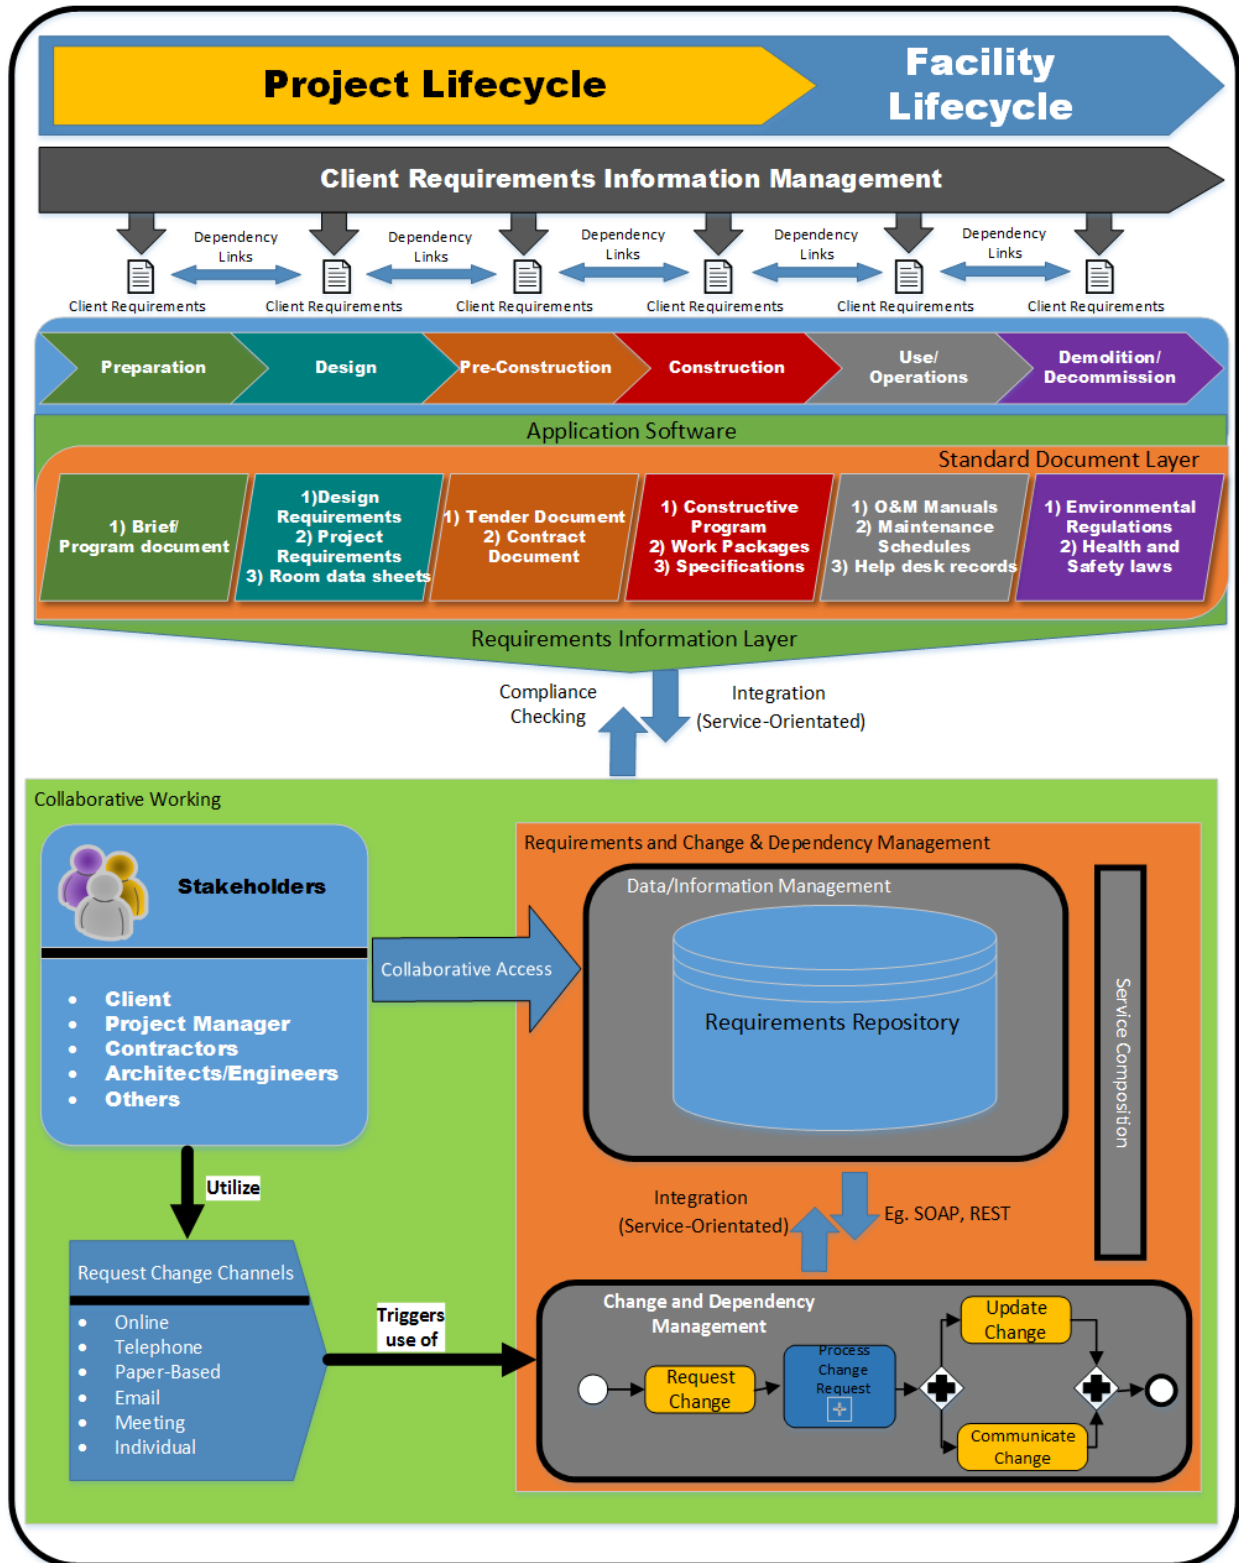 Project Lifecycle
Facility
Lifecycle
Client Requirements Information Management
Dependency
Links
Dependency
Links
Dependency
Links
Dependency
Links
Dependency
Links
Client Requirements
Client Requirements
Client Requirements
Client Requirements
Client Requirements
Client Requirements
Preparation
Design
Pre-Construction
Construction
Use/
Operations
Demolition/
Decommission
Application Software
Standard Document Layer
1) Brief/
Program document
1)Design
Requirements
2) Project
Requirements
3) Room data sheets
1) Tender Document
2) Contract
Document
1) Constructive
Program
2) Work Packages
3) Specifications
1) O&M Manuals
2) Maintenance
Schedules
3) Help desk records
1) Environmental
Regulations
2) Health and
Safety laws
Requirements Information Layer
Compliance
Checking
Integration
(Service-Orientated)
Collaborative Working
Stakeholders
• Client
• Project Manager
• Contractors
• Architects/Engineers
• Others
Collaborative Access
Requirements and Change & Dependency Management
Data/Information Management
Requirements Repository
Service Composition
Utilize
Integration
(Service-Orientated)
Eg. SOAP, REST
Request Change Channels
• Online
• Telephone
• Paper-Based
• Email
• Meeting
• Individual
Triggers
use of
Change and Dependency
Management
Request
Change
Process
Change
Request
Update
Change
Communicate
Change